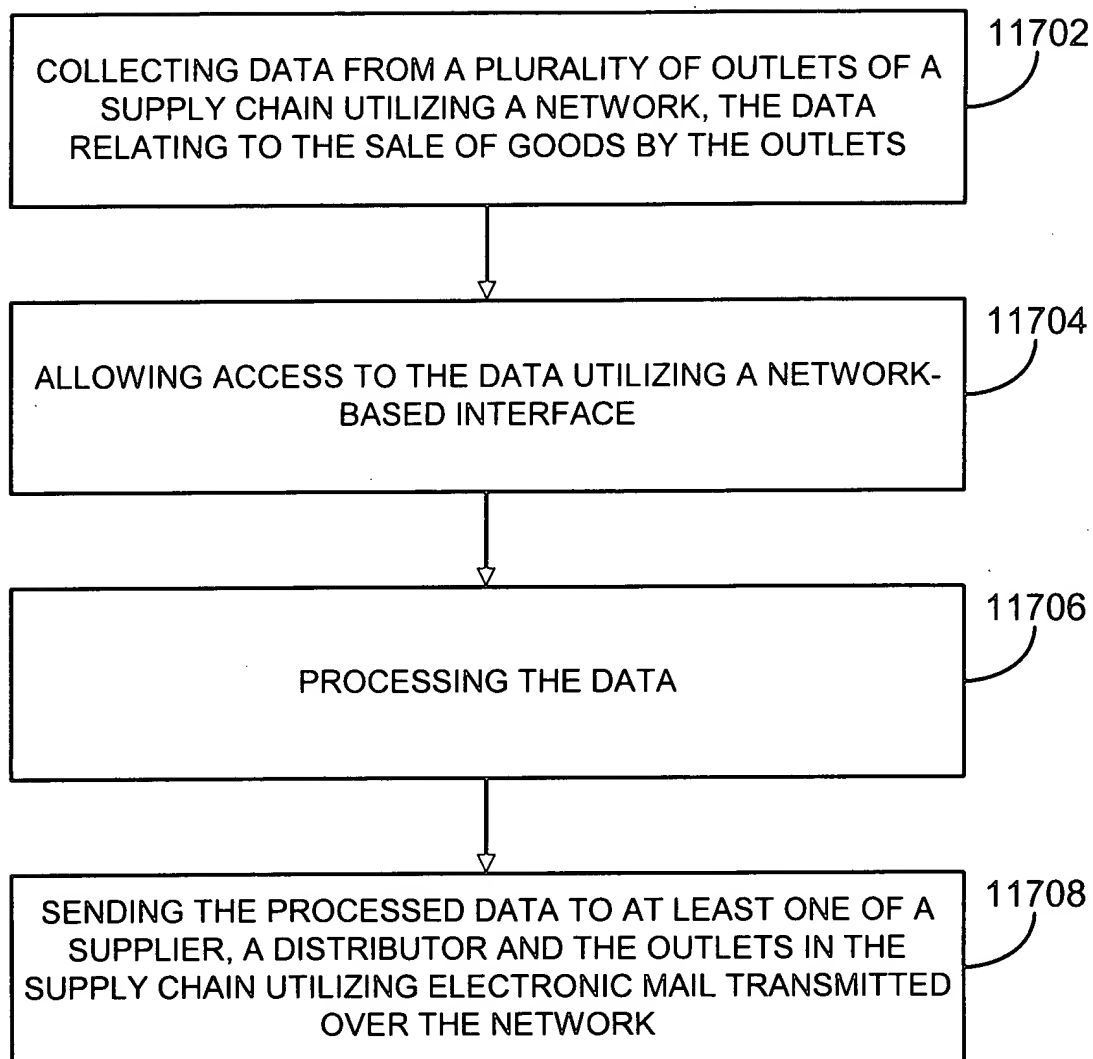 11702
COLLECTING DATA FROM A PLURALITY OF OUTLETS OF A
SUPPLY CHAIN UTILIZING A NETWORK, THE DATA
RELATING TO THE SALE OF GOODS BY THE OUTLETS
11704
ALLOWING ACCESS TO THE DATA UTILIZING A NETWORK-
BASED INTERFACE
11706
PROCESSING THE DATA
11708
SENDING THE PROCESSED DATA TO AT LEAST ONE OF A
SUPPLIER, A DISTRIBUTOR AND THE OUTLETS IN THE
SUPPLY CHAIN UTILIZING ELECTRONIC MAIL TRANSMITTED
OVER THE NETWORK